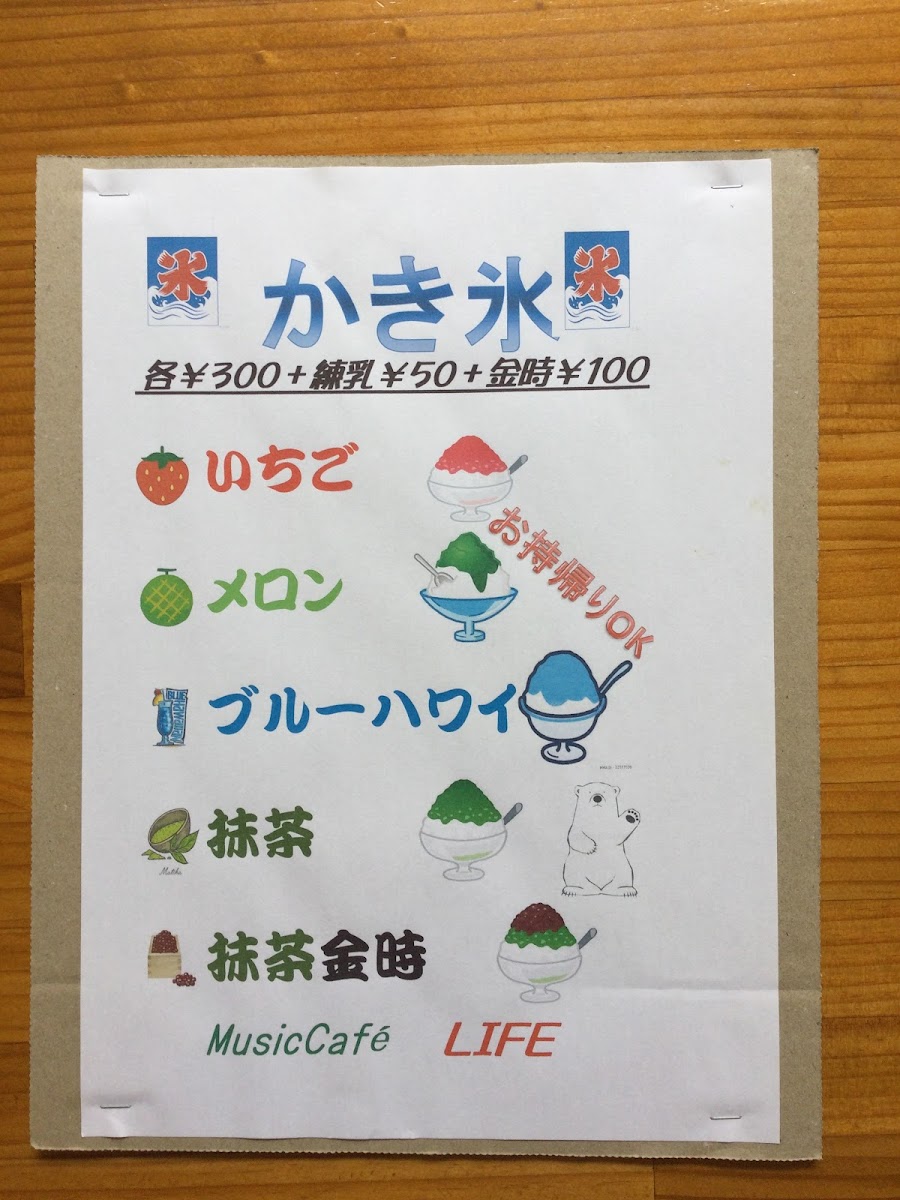 氷
かき氷
氷
各￥300＋練乳￥50＋金時￥100
いちご
お持帰りOK
メロン
ブルーハワイ
抹茶
Matcha
抹茶金時
MusicCafé LIFE